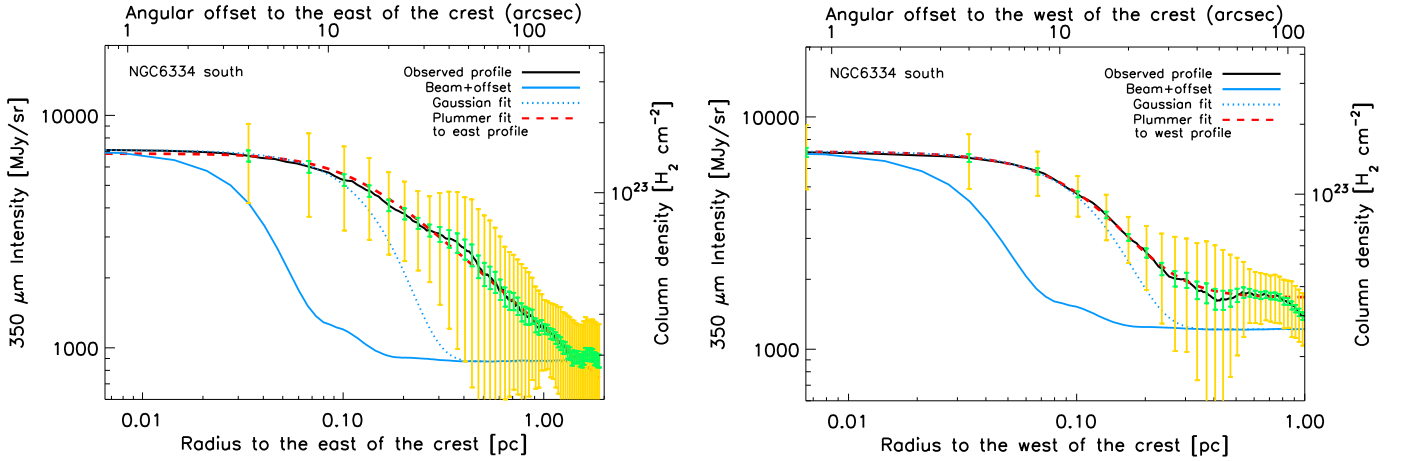 Angular offset to the east of the crest (arcsec)
1 10 100
NGC6334 south
Observed profile
Beam+offset
Gaussian fit
Plummer fit
to east profile
10000
1000
350 μm Intensity [MJy/sr]
10²³
Column density [H₂ cm⁻²]
0.01 0.10 1.00
Radius to the east of the crest [pc]
Angular offset to the west of the crest (arcsec)
1 10 100
NGC6334 south
Observed profile
Beam+offset
Gaussian fit
Plummer fit
to west profile
10000
1000
350 μm Intensity [MJy/sr]
10²³
Column density [H₂ cm⁻²]
0.01 0.10 1.00
Radius to the west of the crest [pc]